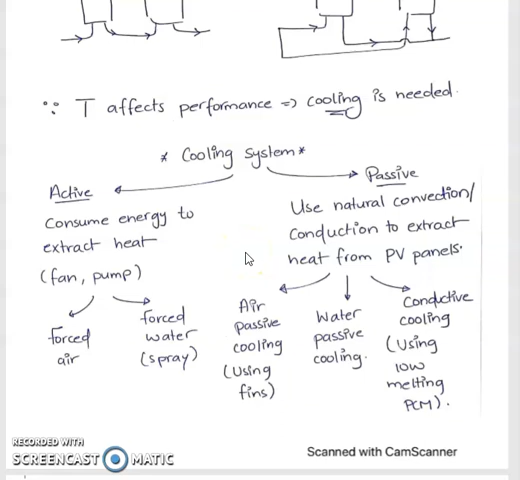 ∵ T affects performance => cooling is needed.
* Cooling System *
Active
Consume energy to
extract heat
(fan, pump)
forced
air
forced
water
(spray)
Passive
Use natural convection/
Conduction to extract
heat from PV panels.
Air
passive
cooling
(Using
fins)
Water
passive
cooling.
Conductive
cooling
(Using
low
melting
PCM).
RECORDED WITH
SCREENCAST MATIC
Scanned with CamScanner